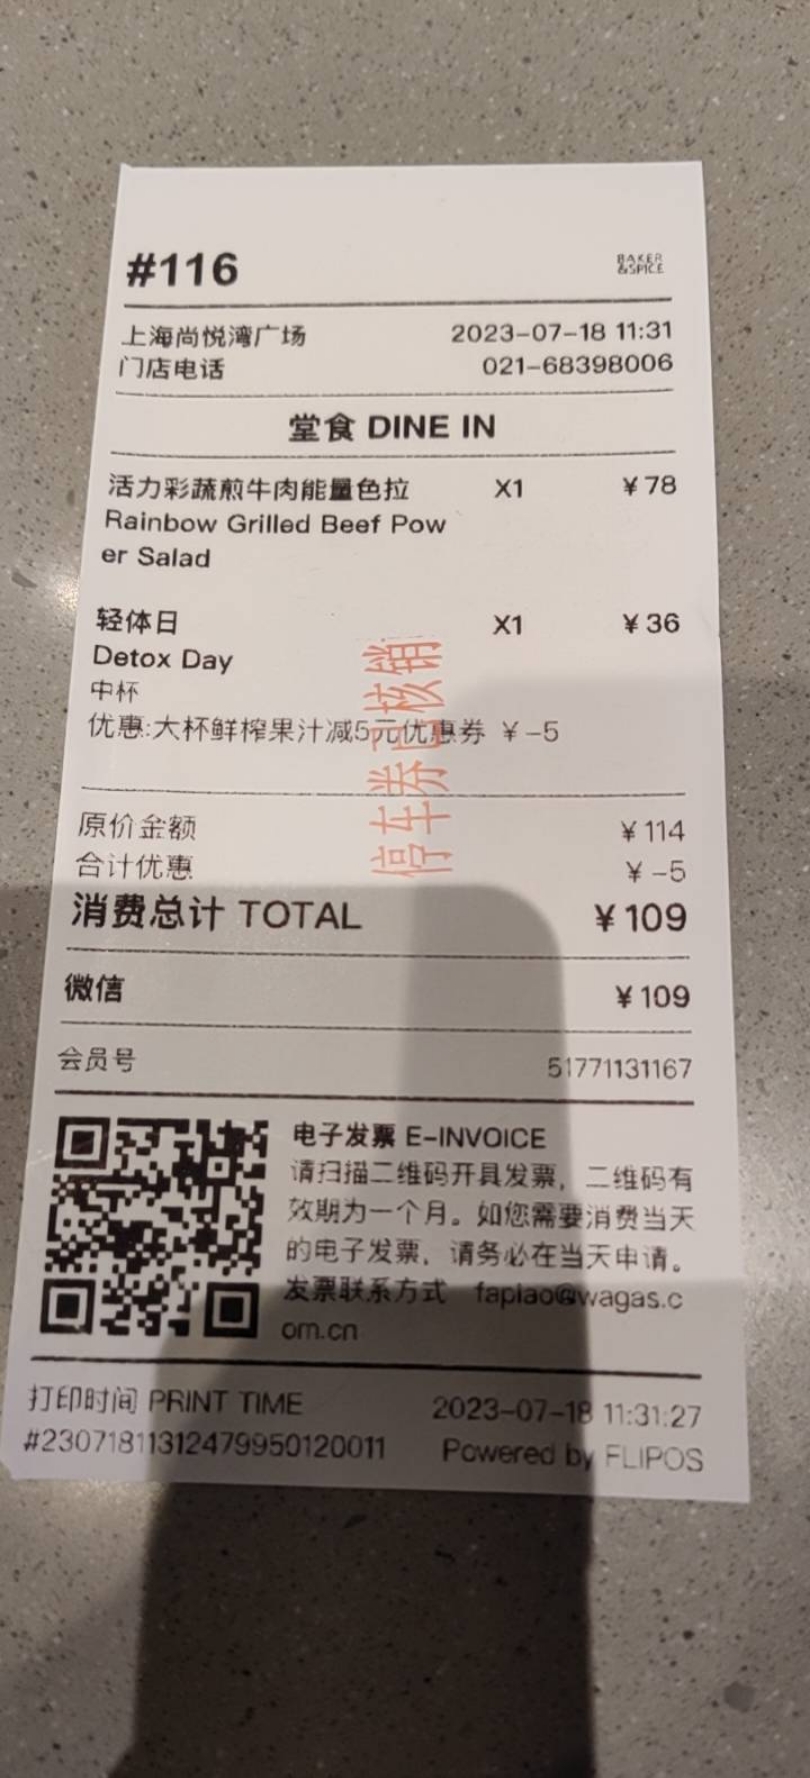 #116
BAKER
&SPICE
上海尚悦湾广场 2023-07-18 11:31
门店电话 021-68398006
堂食 DINE IN
活力彩蔬煎牛肉能量色拉 X1 ¥78
Rainbow Grilled Beef Pow
er Salad
轻体日 X1 ¥36
Detox Day
中杯
优惠:大杯鲜榨果汁减5元优惠券 ¥-5
停车券已核销
原价金额 ¥114
合计优惠 ¥-5
消费总计 TOTAL ¥109
微信 ¥109
会员号 51771131167
电子发票 E-INVOICE
请扫描二维码开具发票，二维码有
效期为一个月。如您需要消费当天
的电子发票，请务必在当天申请。
发票联系方式 fapiao@wagas.c
om.cn
打印时间 PRINT TIME 2023-07-18 11:31:27
#23071811312479950120011 Powered by FLIPOS